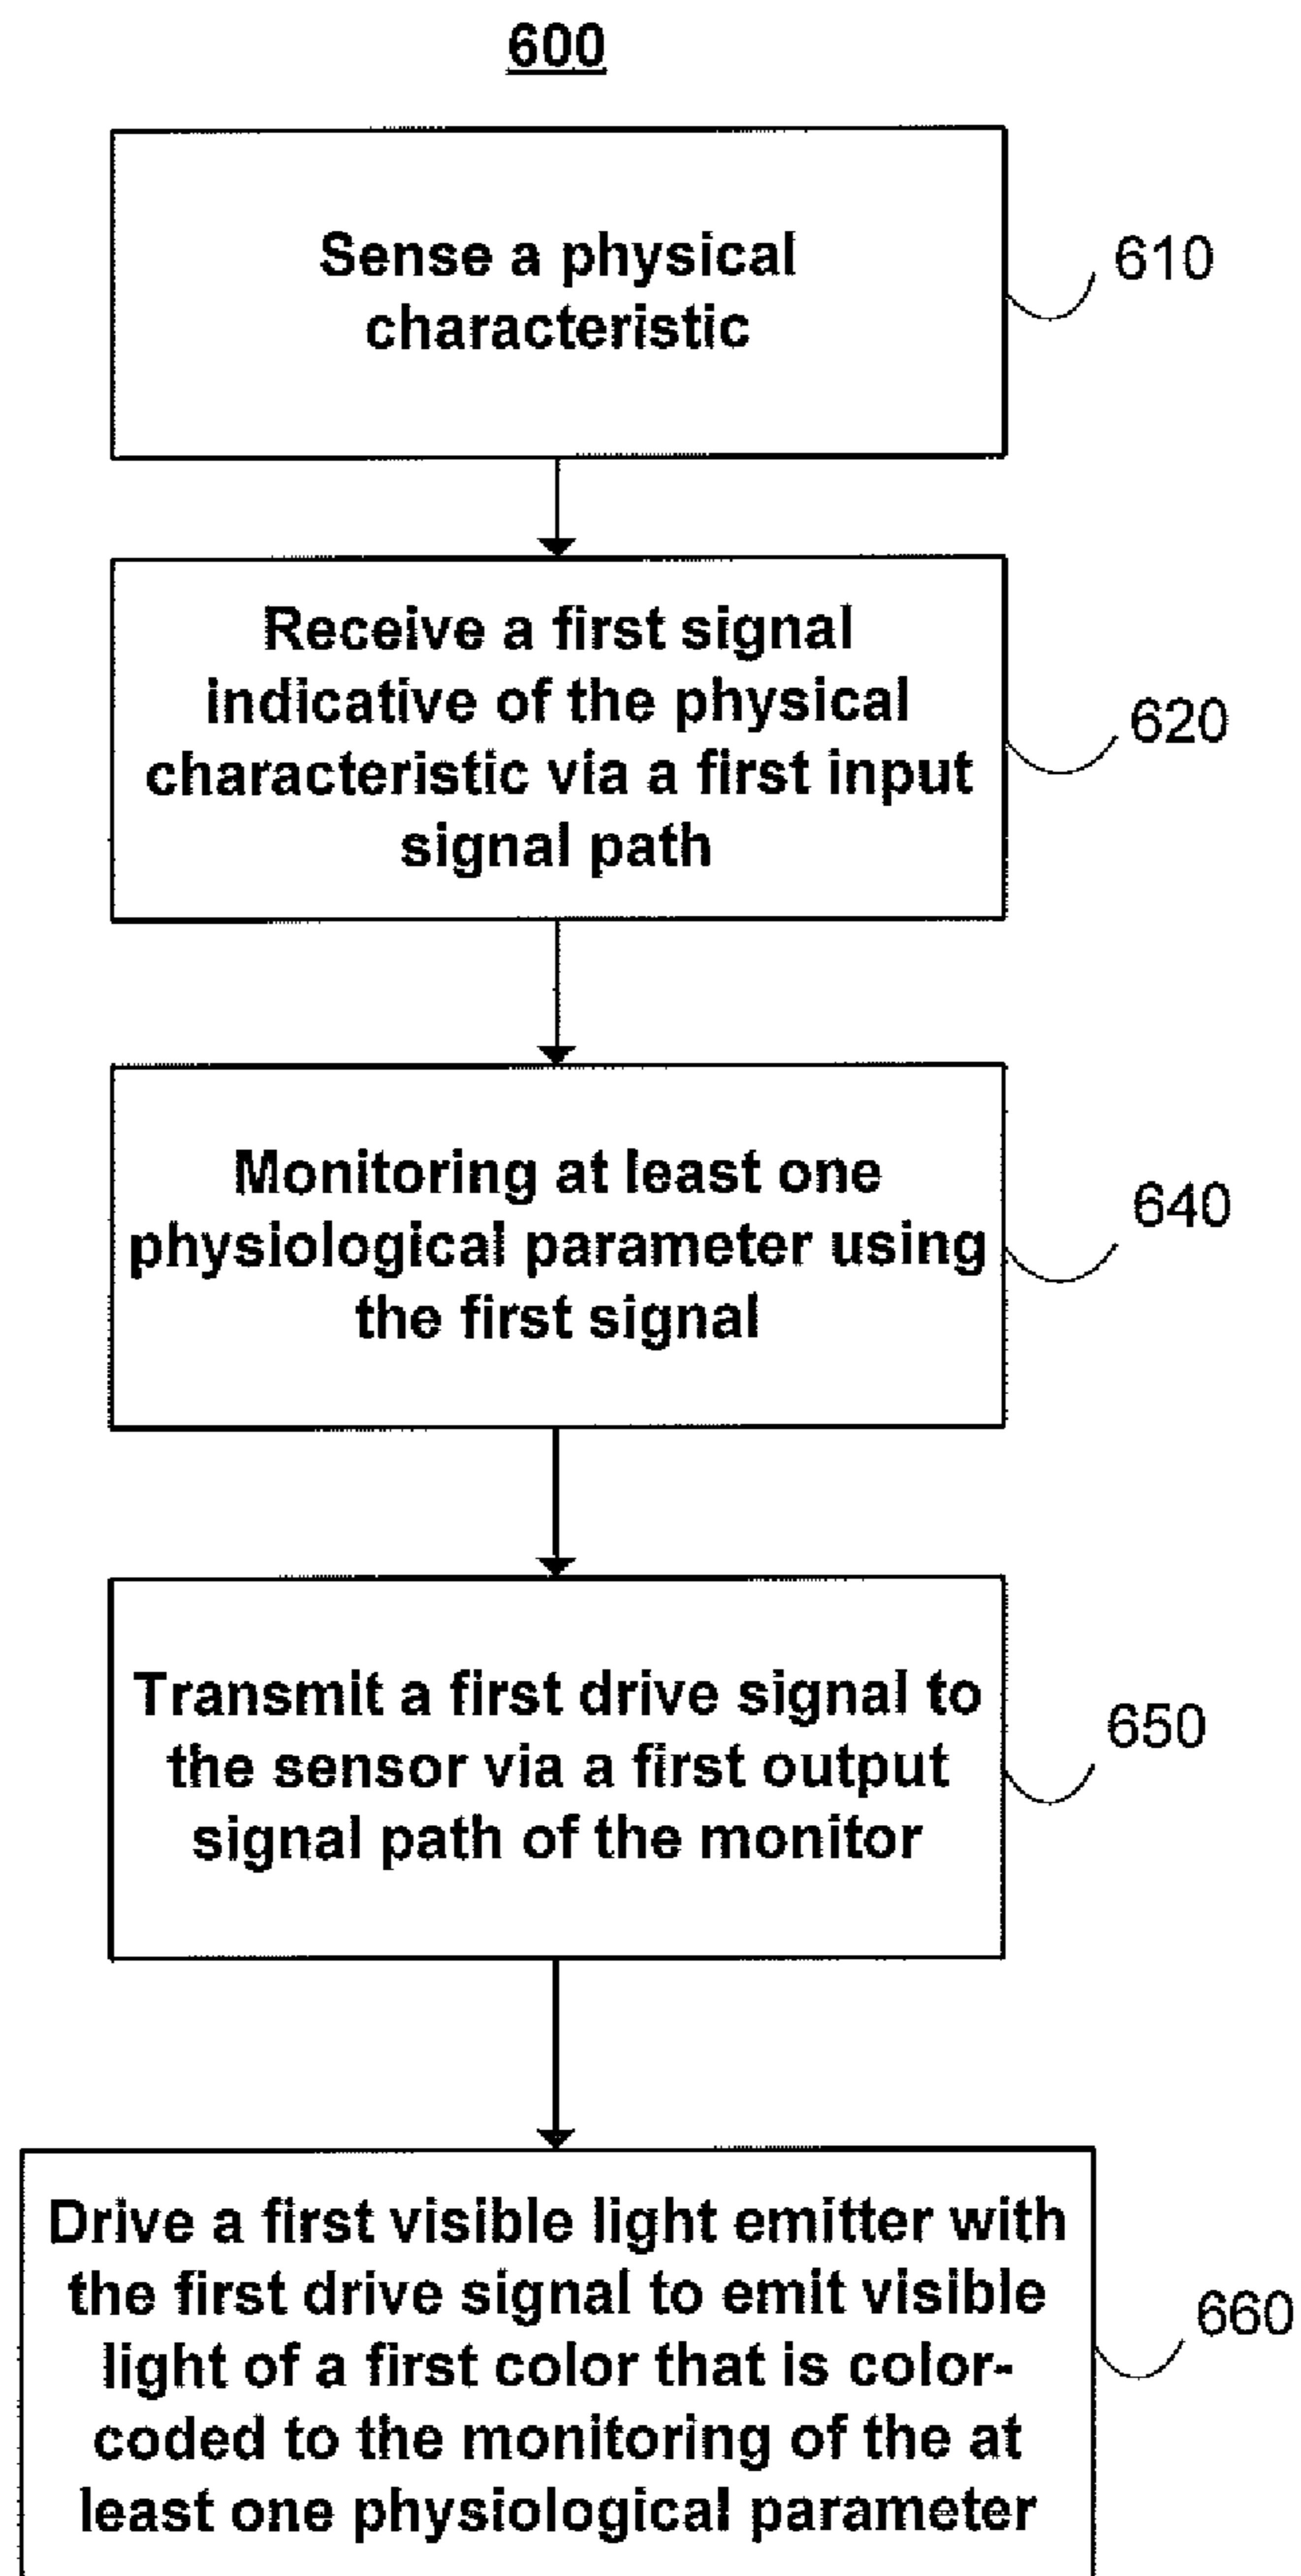 600
Sense a physical
characteristic
610
Receive a first signal
indicative of the physical
characteristic via a first input
signal path
620
Monitoring at least one
physiological parameter using
the first signal
640
Transmit a first drive signal to
the sensor via a first output
signal path of the monitor
650
Drive a first visible light emitter with
the first drive signal to emit visible
light of a first color that is color-
coded to the monitoring of the at
least one physiological parameter
660